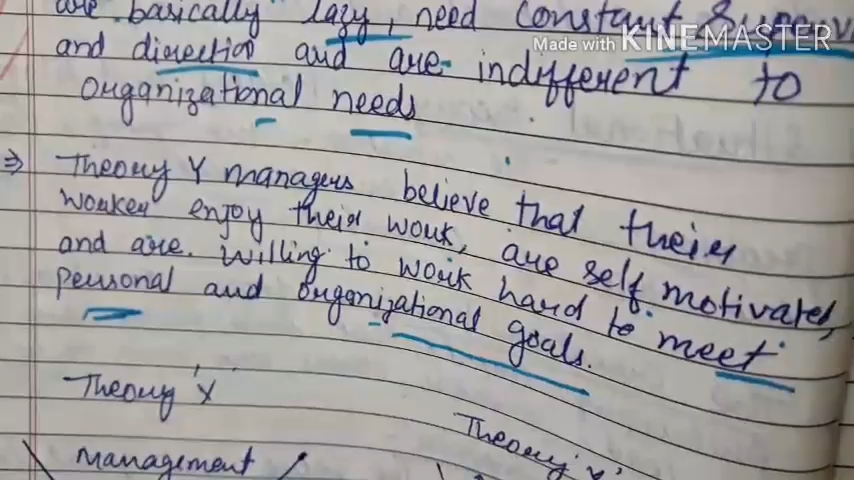 are basically lazy, need constant Superv
Made with KINEMASTER
and direction and are indifferent to
organizational needs
⇒ Theory Y managers believe that their
worker enjoy their work, are self motivated,
and are willing to work hard to meet
personal and organizational goals.
Theory 'X'
Theory 'Y'
Management